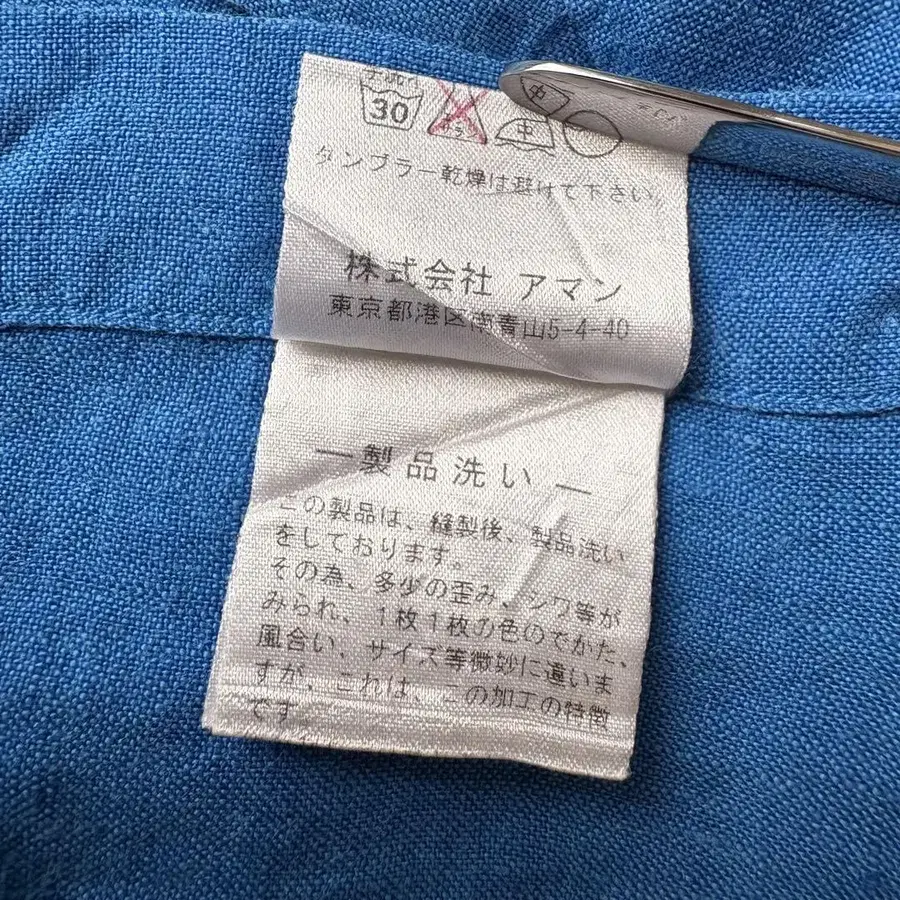 30
中
タンブラー乾燥は避けて下さい
株式会社 アマン
東京都港区南青山5-4-40
—製品洗い—
この製品は、縫製後、製品洗い
をしております。
その為、多少の歪み、シワ等が
みられ、1枚1枚の色のでかた、
風合い、サイズ等微妙に違いま
すが、これは、この加工の特徴
です